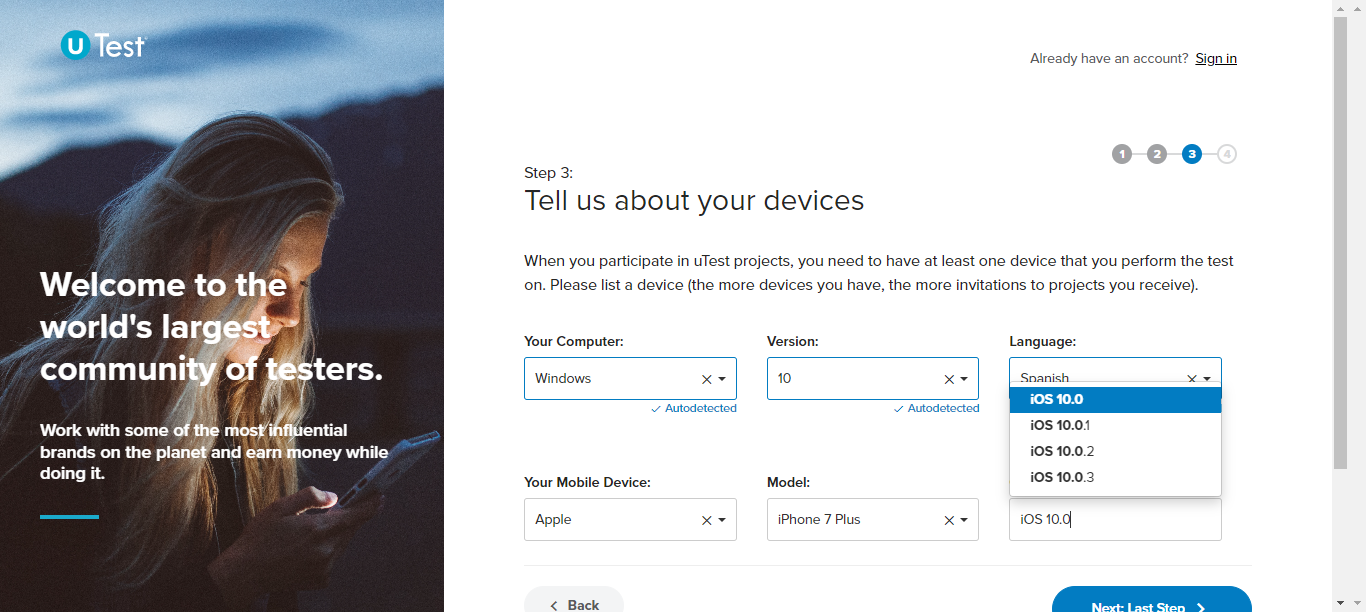 uTest
Already have an account? Sign in
1 2 3 4
Step 3:
Tell us about your devices
When you participate in uTest projects, you need to have at least one device that you perform the test
on. Please list a device (the more devices you have, the more invitations to projects you receive).
Welcome to the
world's largest
community of testers.
Work with some of the most influential
brands on the planet and earn money while
doing it.
Your Computer: Version: Language:
Windows 10 Spanish
Autodetected Autodetected
iOS 10.0
iOS 10.0.1
iOS 10.0.2
iOS 10.0.3
Your Mobile Device: Model:
Apple iPhone 7 Plus iOS 10.0
Back Next: Last Step